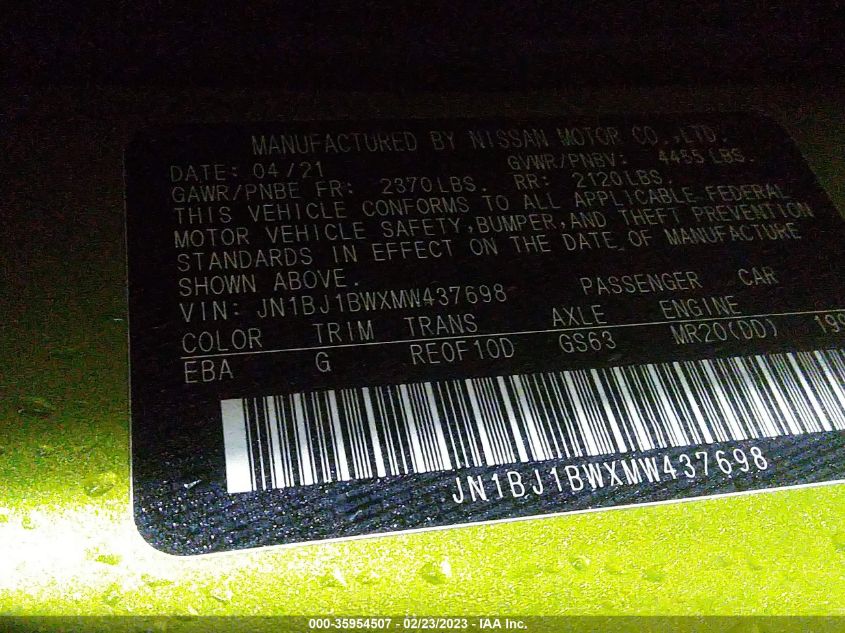 MANUFACTURED BY NISSAN MOTOR CO.,LTD.
DATE: 04/21 GVWR/PNBV: 4455 LBS.
GAWR/PNBE FR: 2370LBS. RR: 2120LBS.
THIS VEHICLE CONFORMS TO ALL APPLICABLE FEDERAL
MOTOR VEHICLE SAFETY,BUMPER,AND THEFT PREVENTION
STANDARDS IN EFFECT ON THE DATE OF MANUFACTURE
SHOWN ABOVE.
VIN: JN1BJ1BWXMW437698 PASSENGER CAR
COLOR TRIM TRANS AXLE ENGINE
EBA G RE0F10D GS63 MR20(DD)
JN1BJ1BWXMW437698
000-35954507 - 02/23/2023 - IAA Inc.